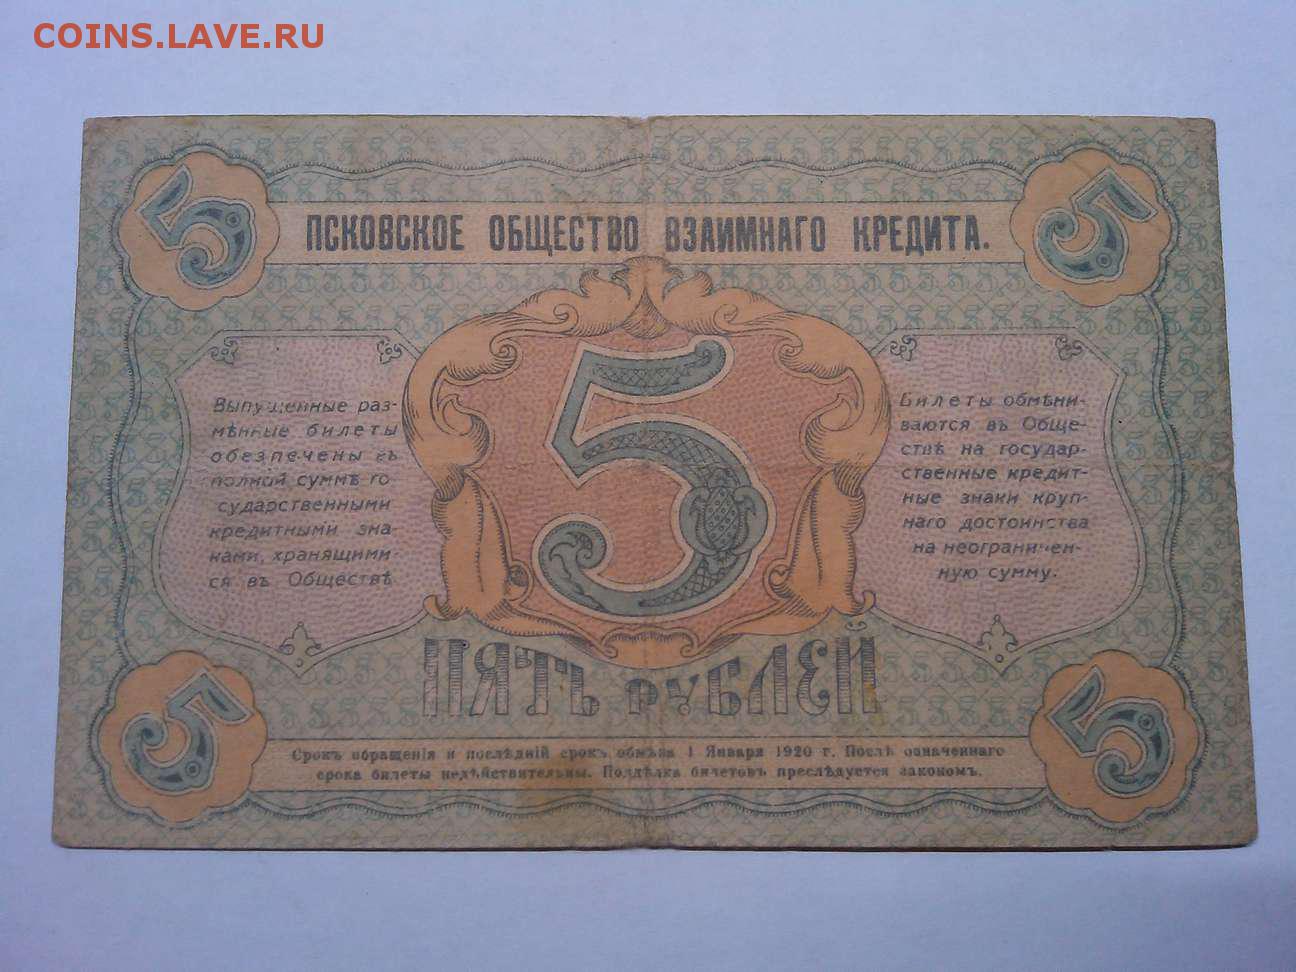 COINS.LAVE.RU
5
5
ПСКОВСКОЕ ОБЩЕСТВО ВЗАИМНАГО КРЕДИТА.
Выпущенные раз-
мѣнные билеты
обезпечены въ
полной суммѣ го
сударственными
кредитными зна-
ками, хранящими-
ся въ Обществѣ
5
Билеты обмѣни-
ваются въ Обще-
ствѣ на государ-
ственные кредит-
ные знаки круп-
наго достоинства
на неограничен-
ную сумму.
ПЯТЬ РУБЛЕЙ
5
5
Срокъ обращенія и послѣдній срокъ обмѣна 1 Января 1920 г. Послѣ означеннаго
срока билеты недѣйствительны. Поддѣлка билетовъ преслѣдуется закономъ.